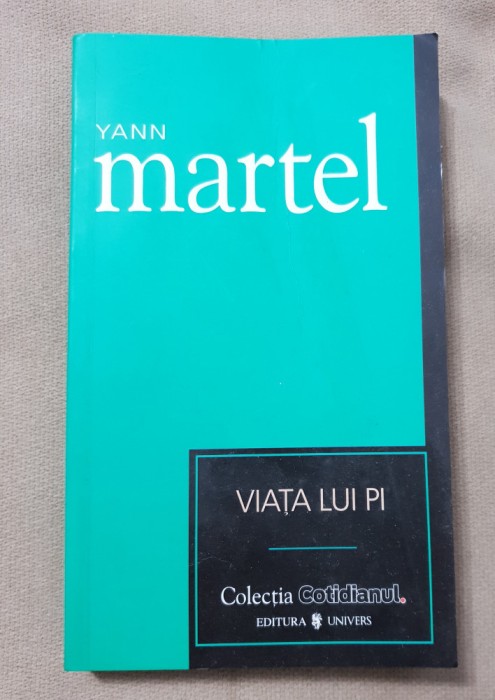 YANN
martel
VIAȚA LUI PI
Colecția Cotidianul.
EDITURA UNIVERS